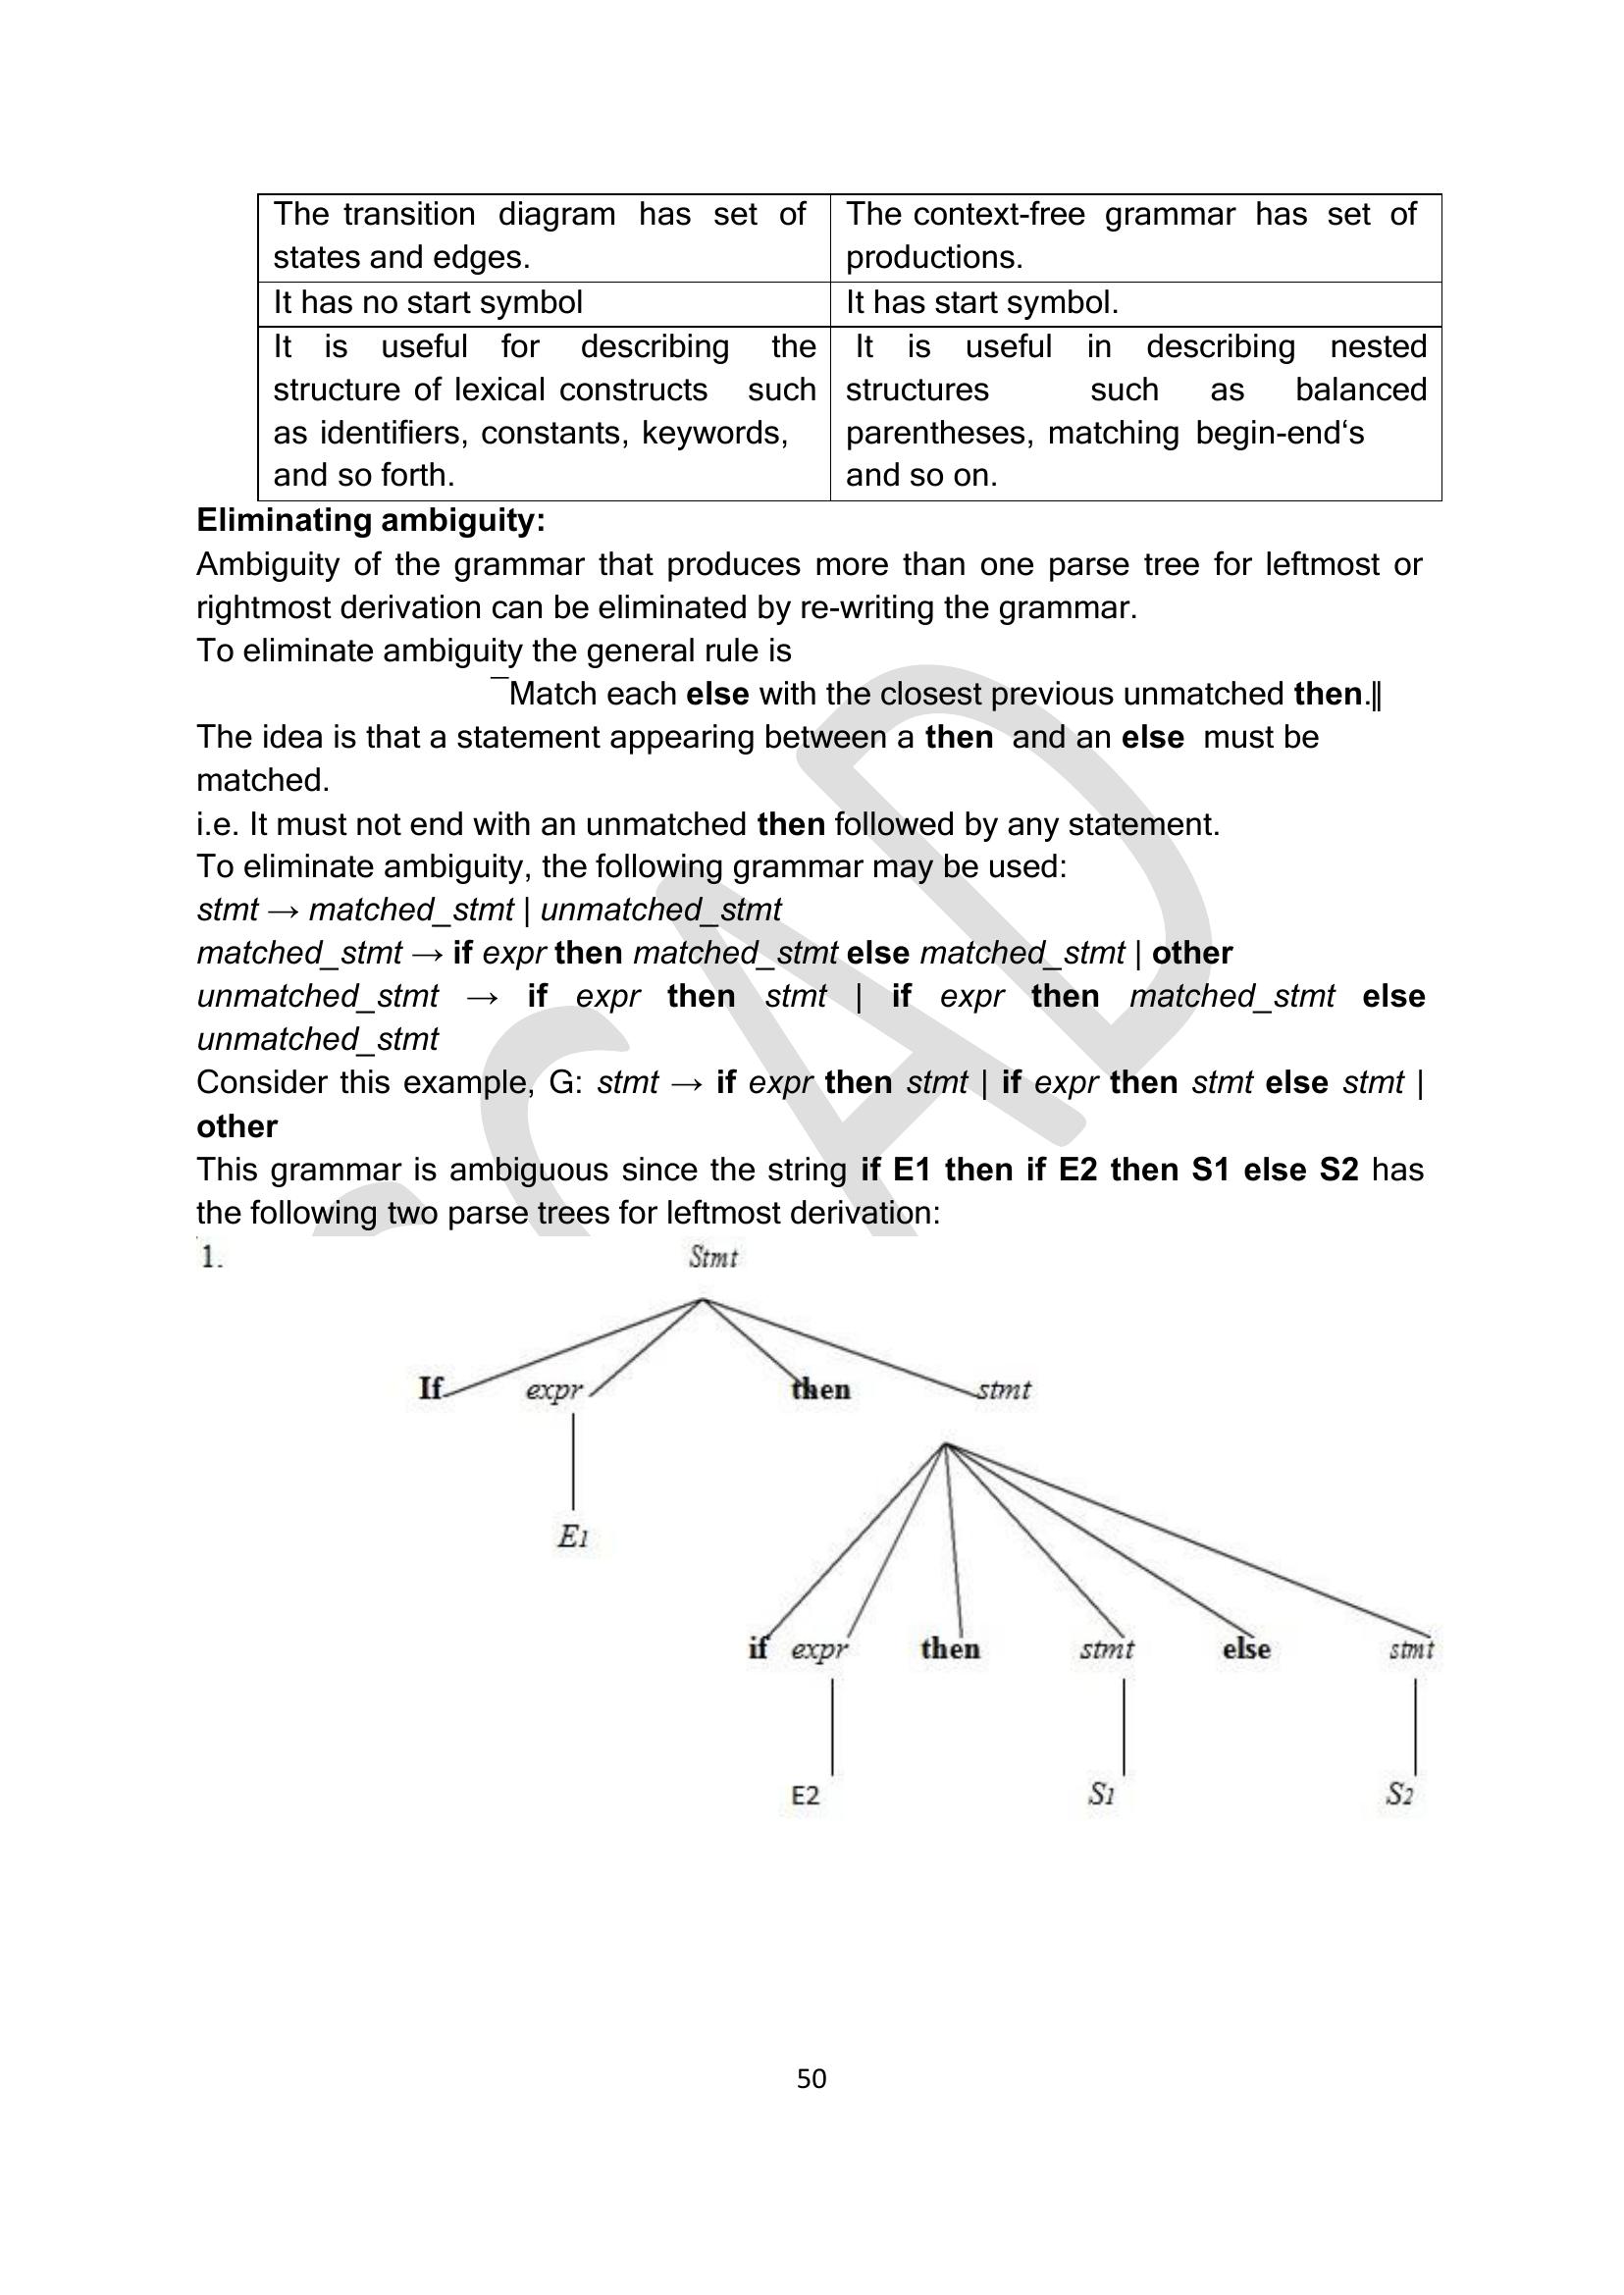 The transition diagram has set of
states and edges.
The context-free grammar has set of
productions.
It has no start symbol
It has start symbol.
It is useful for describing the
structure of lexical constructs such
as identifiers, constants, keywords,
and so forth.
It is useful in describing nested
structures such as balanced
parentheses, matching begin-end‘s
and so on.
Eliminating ambiguity:
Ambiguity of the grammar that produces more than one parse tree for leftmost or
rightmost derivation can be eliminated by re-writing the grammar.
To eliminate ambiguity the general rule is
―Match each else with the closest previous unmatched then.‖
The idea is that a statement appearing between a then and an else must be
matched.
i.e. It must not end with an unmatched then followed by any statement.
To eliminate ambiguity, the following grammar may be used:
stmt → matched_stmt | unmatched_stmt
matched_stmt → if expr then matched_stmt else matched_stmt | other
unmatched_stmt → if expr then stmt | if expr then matched_stmt else
unmatched_stmt
Consider this example, G: stmt → if expr then stmt | if expr then stmt else stmt |
other
This grammar is ambiguous since the string if E1 then if E2 then S1 else S2 has
the following two parse trees for leftmost derivation:
1. Stmt
If expr then stmt
E1
if expr then stmt else stmt
E2 S1 S2
50